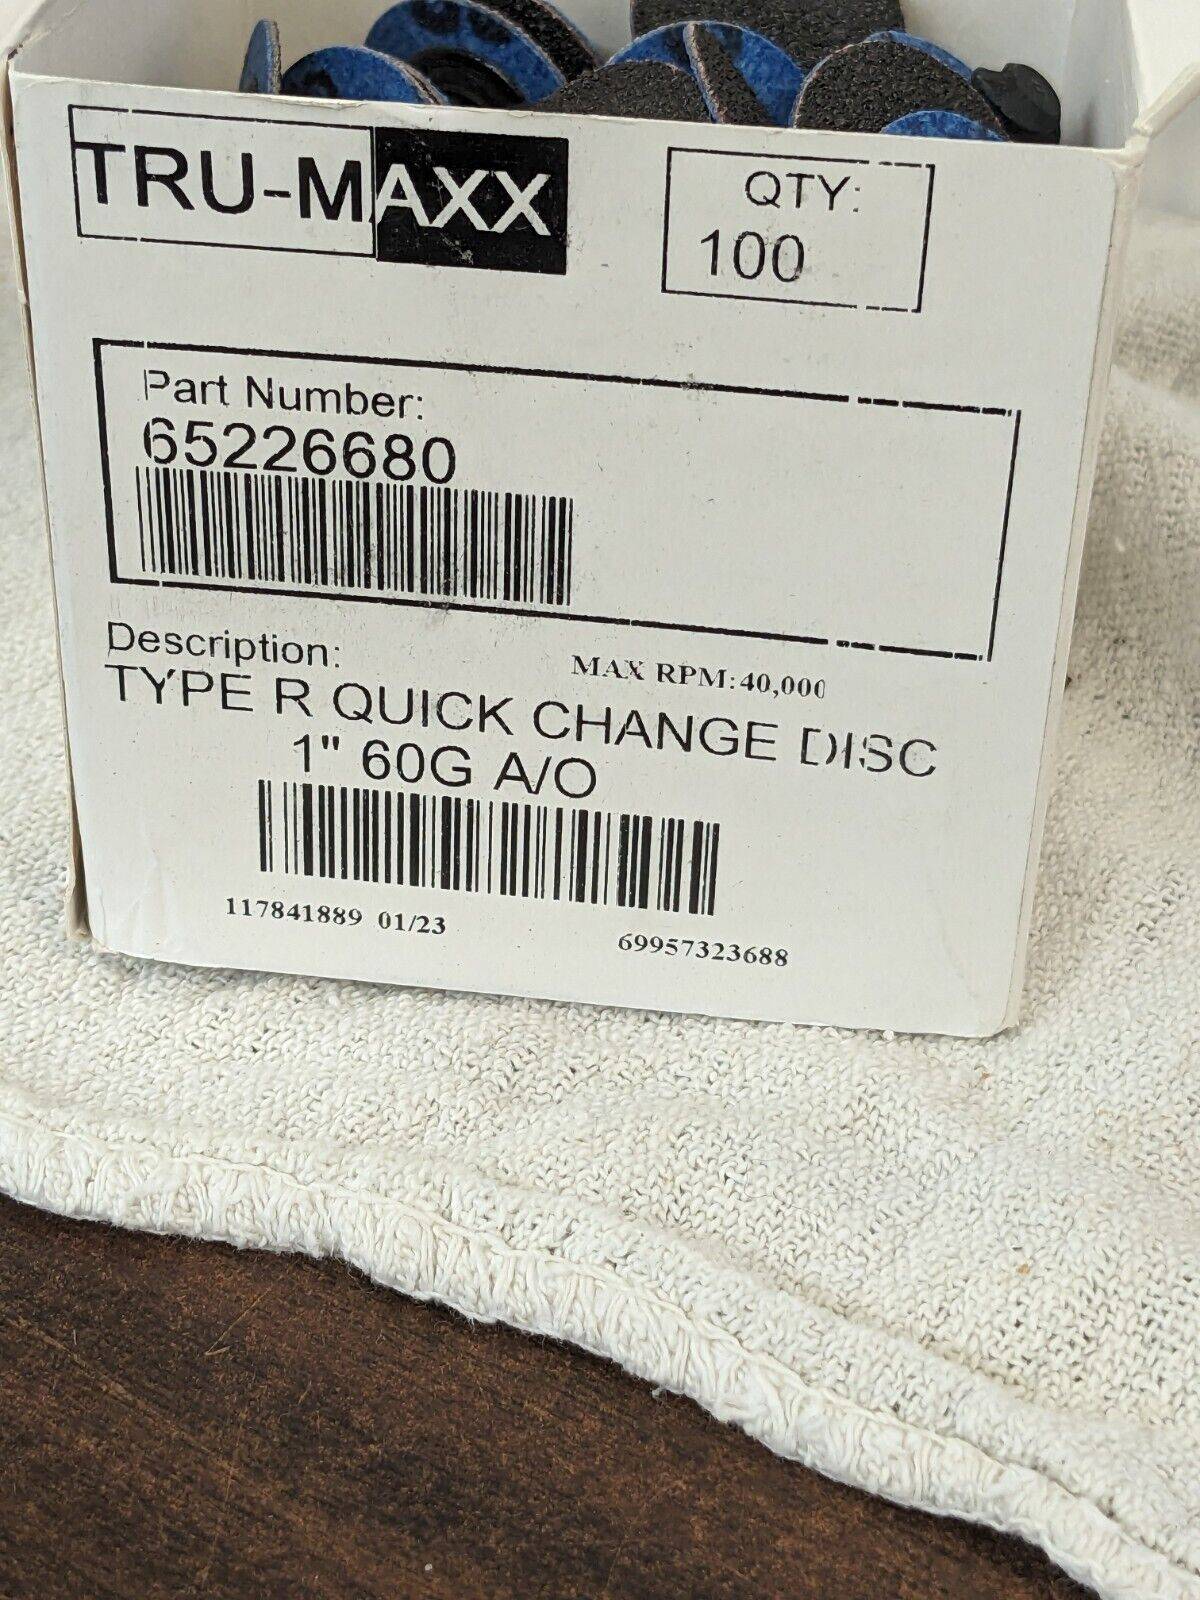 TRU-MAXX
QTY:
100
Part Number:
65226680
Description:
MAX RPM:40,000
TYPE R QUICK CHANGE DISC
1" 60G A/O
117841889 01/23
69957323688